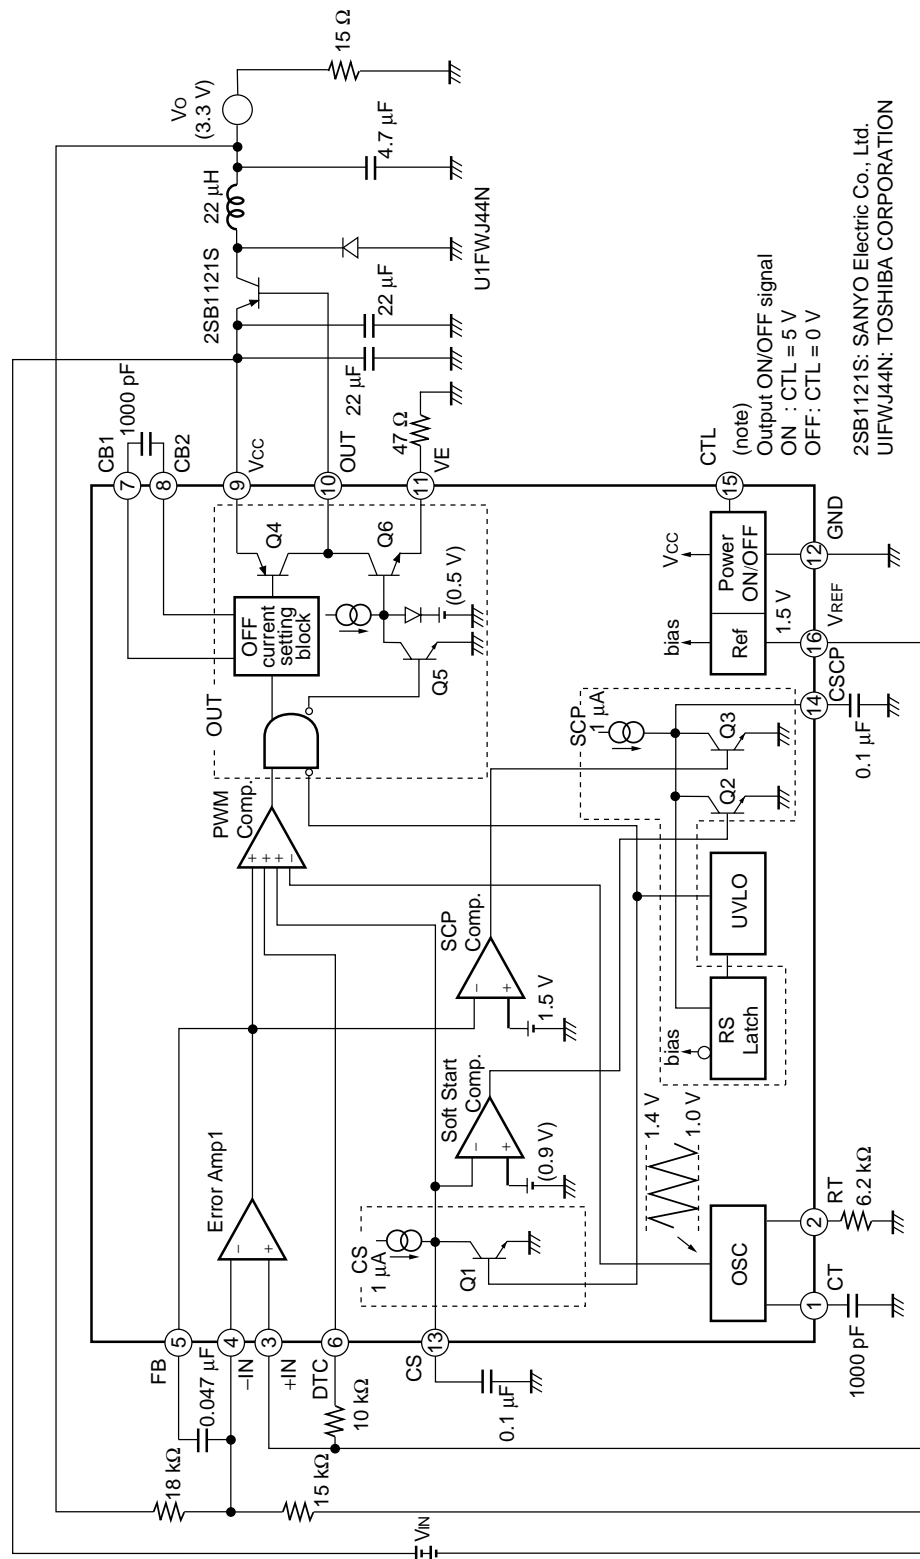 CB1
1000 pF
CB2
7
8
VCC
9
OUT
10
VE
11
47 Ω
22 µF
22 µF
2SB1121S
U1FWJ44N
22 µH
4.7 µF
VO
(3.3 V)
15 Ω
OUT
OFF
current
setting
block
Q4
Q6
Q5
(0.5 V)
PWM
Comp.
+
+
+
−
Error Amp1
−
+
FB
5
0.047 µF
4
−IN
3
+IN
DTC
6
10 kΩ
18 kΩ
15 kΩ
VIN
CS
13
0.1 µF
CS
1 µA
Q1
Soft Start
Comp.
−
+
(0.9 V)
SCP
Comp.
−
+
1.5 V
SCP
1 µA
Q2
Q3
bias
RS
Latch
UVLO
1.4 V
1.0 V
OSC
1
CT
1000 pF
2
RT
6.2 kΩ
14
CSCP
0.1 µF
bias
VCC
Ref
Power
ON/OFF
1.5 V
16
VREF
12
GND
15
CTL
(note)
Output ON/OFF signal
ON : CTL = 5 V
OFF: CTL = 0 V
2SB1121S: SANYO Electric Co., Ltd.
UIFWJ44N: TOSHIBA CORPORATION